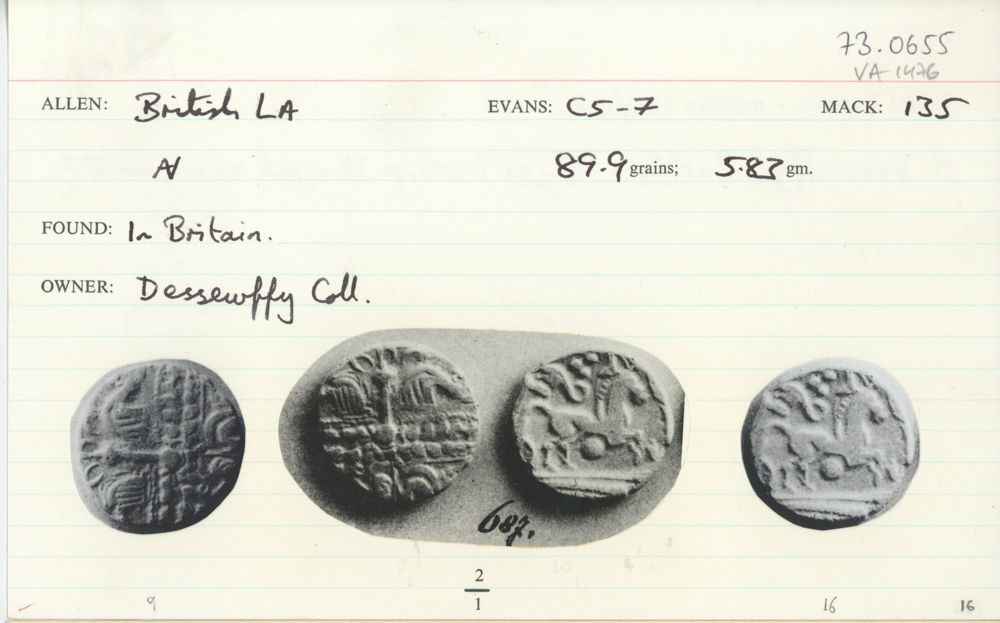 73.0655
VA 1476
ALLEN: British LA EVANS: C5-7 MACK: 135
AV 89.9 grains; 5.83 gm.
FOUND: In Britain.
OWNER: Dessewffy Coll.
687.
2
1
9 16 16